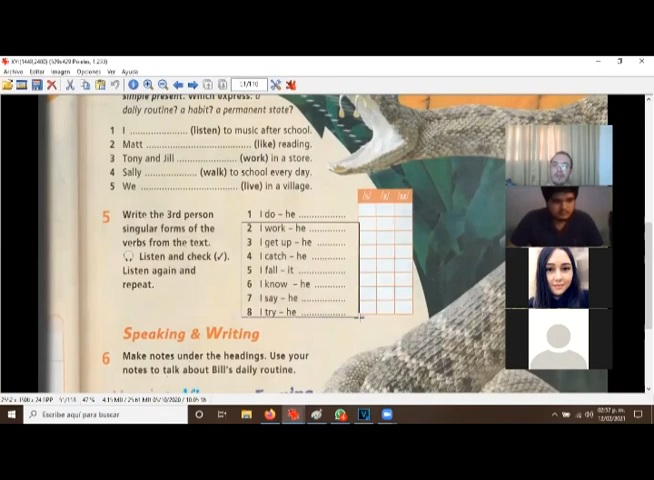 Archivo Editar Imagen Opciones Ver Ayuda
51/118
simple present. Which express: a
daily routine? a habit? a permanent state?
1 I .................... (listen) to music after school.
2 Matt .................................... (like) reading.
3 Tony and Jill ..................... (work) in a store.
4 Sally ................... (walk) to school every day.
5 We ................................. (live) in a village.
5 Write the 3rd person
singular forms of the
verbs from the text.
Listen and check (✓).
Listen again and
repeat.
/s/ /z/ /ɪz/
1 I do – he ................
2 I work – he ............
3 I get up – he ..........
4 I catch – he ...........
5 I fall – it ..................
6 I know – he ..........
7 I say – he ..............
8 I try – he ...............
Speaking & Writing
6 Make notes under the headings. Use your
notes to talk about Bill's daily routine.
51/118 47 %
Escribe aquí para buscar
02:57 p. m.
12/02/2021